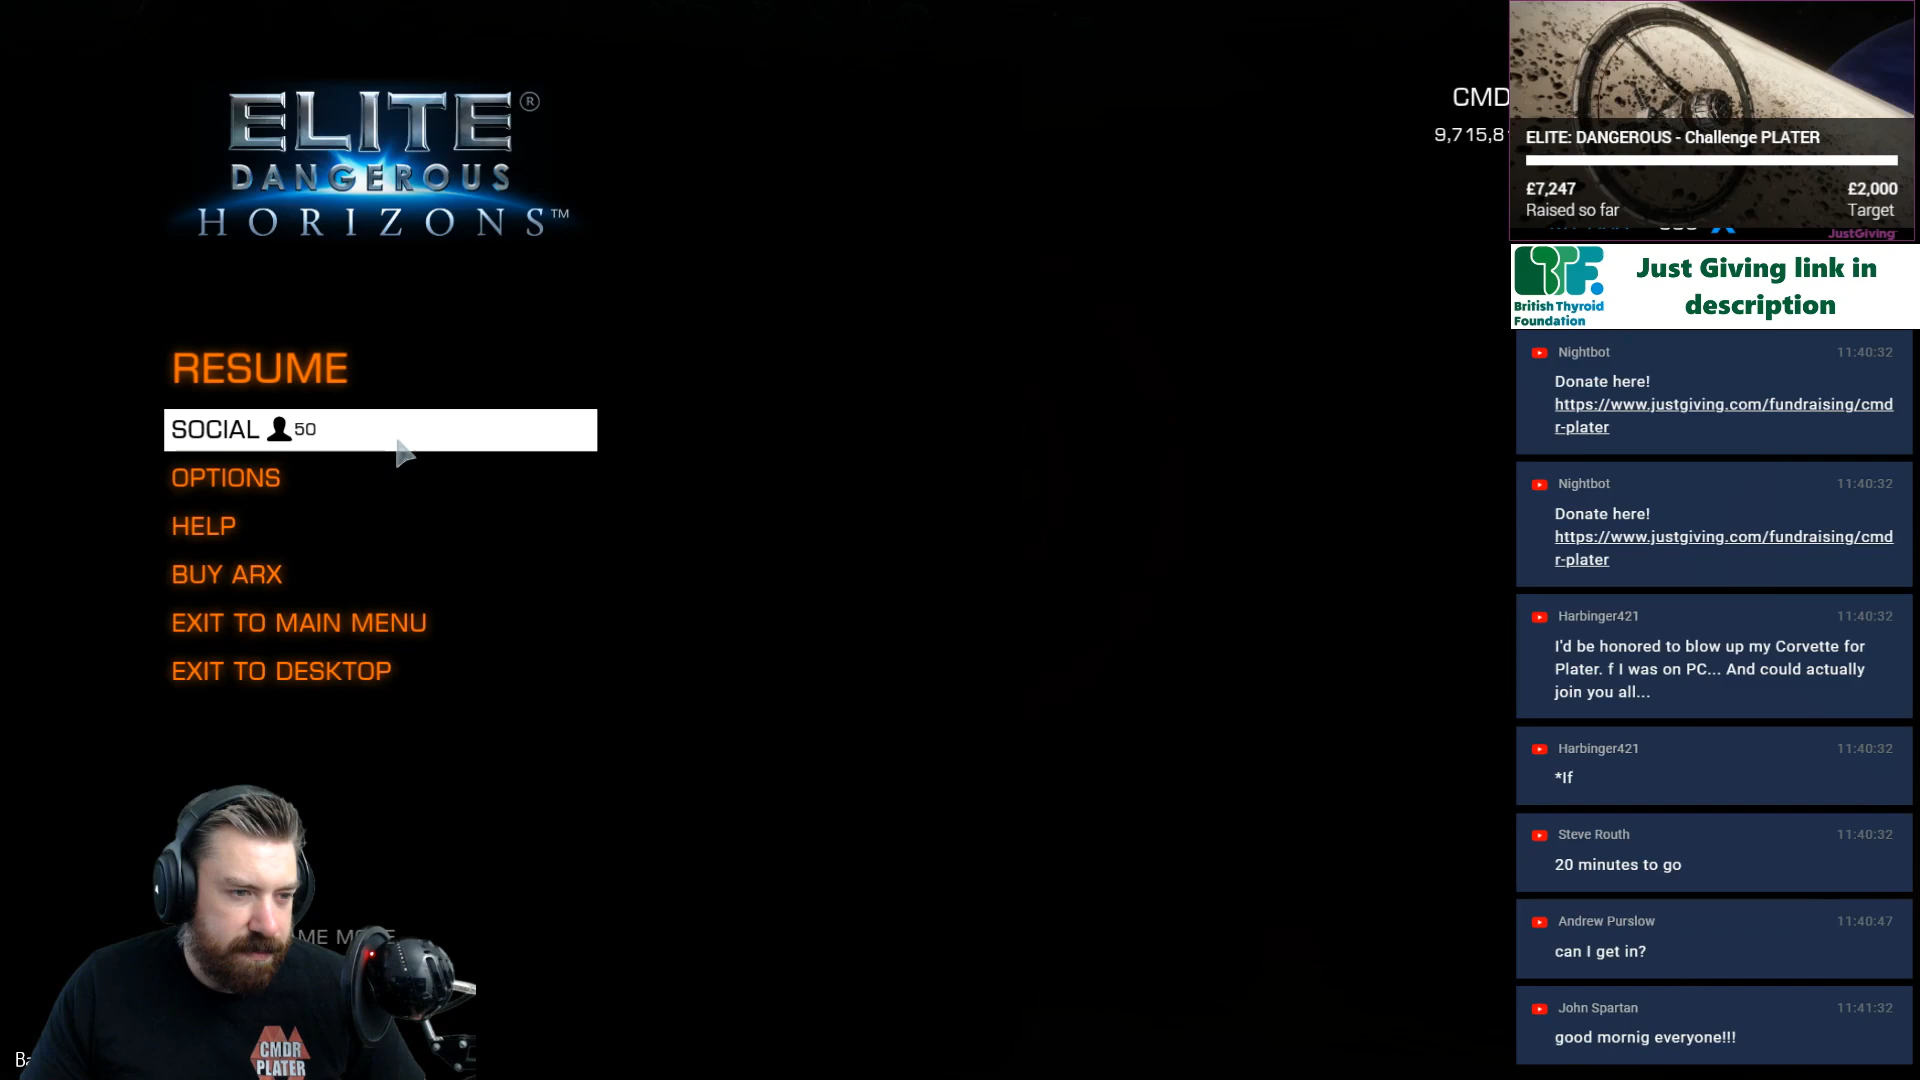 ELITE®
DANGEROUS
HORIZONS™
RESUME
SOCIAL 50
OPTIONS
HELP
BUY ARX
EXIT TO MAIN MENU
EXIT TO DESKTOP
CMDR
PLATER
CMD
9,715,81
ELITE: DANGEROUS - Challenge PLATER
£7,247 £2,000
Raised so far Target
JustGiving
British Thyroid
Foundation
Just Giving link in
description
Nightbot 11:40:32
Donate here!
https://www.justgiving.com/fundraising/cmd
r-plater
Nightbot 11:40:32
Donate here!
https://www.justgiving.com/fundraising/cmd
r-plater
Harbinger421 11:40:32
I'd be honored to blow up my Corvette for
Plater. f I was on PC... And could actually
join you all...
Harbinger421 11:40:32
*If
Steve Routh 11:40:32
20 minutes to go
Andrew Purslow 11:40:47
can I get in?
John Spartan 11:41:32
good mornig everyone!!!